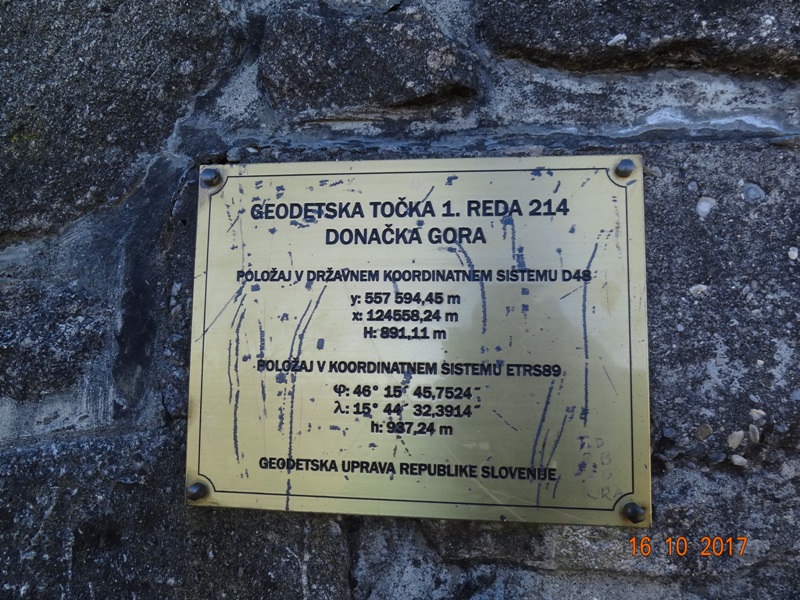 GEODETSKA TOČKA 1. REDA 214
DONAČKA GORA
POLOŽAJ V DRŽAVNEM KOORDINATNEM SISTEMU D48
y: 557 594,45 m
x: 124558,24 m
H: 891,11 m
POLOŽAJ V KOORDINATNEM SISTEMU ETRS89
φ: 46° 15´ 45,7524˝
λ: 15° 44´ 32,3914˝
h: 937,24 m
GEODETSKA UPRAVA REPUBLIKE SLOVENIJE
16 10 2017